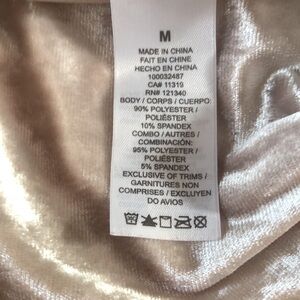 M
MADE IN CHINA
FAIT EN CHINE
HECHO EN CHINA
100032487
CA# 11319
RN# 121340
BODY / CORPS / CUERPO:
90% POLYESTER /
POLIÉSTER
10% SPANDEX
COMBO / AUTRES /
COMBINACIÓN:
95% POLYESTER /
POLIÉSTER
5% SPANDEX
EXCLUSIVE OF TRIMS /
GARNITURES NON
COMPRISES / EXCLUYEN
DO AVIOS